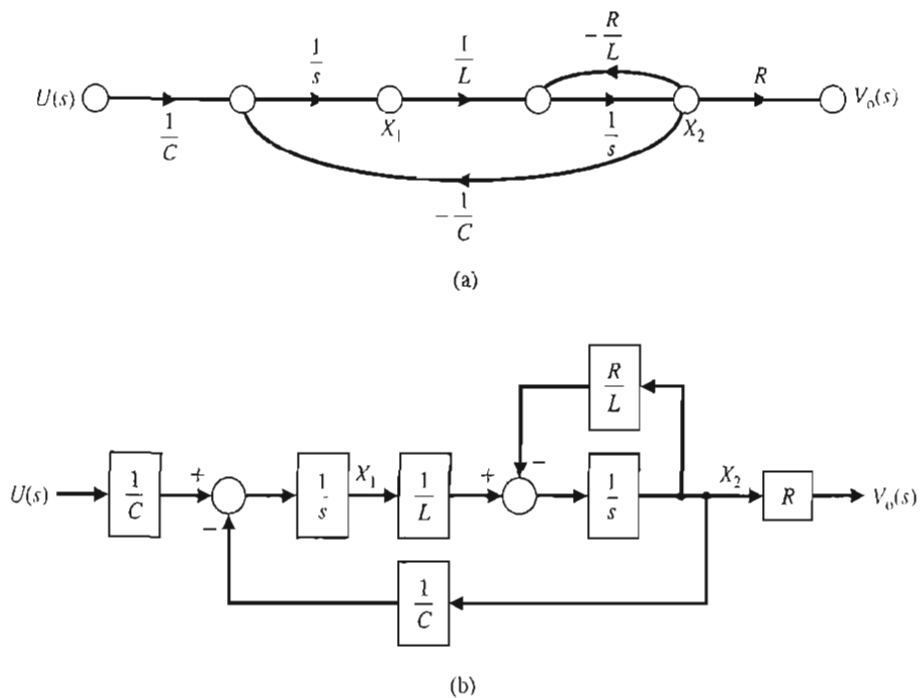 -R/L
1/s
1/L
R
U(s)
V₀(s)
1/C
X₁
1/s
X₂
-1/C
(a)
R/L
U(s)
1/C
+
−
1/s
X₁
1/L
+
−
1/s
X₂
R
V₀(s)
1/C
(b)